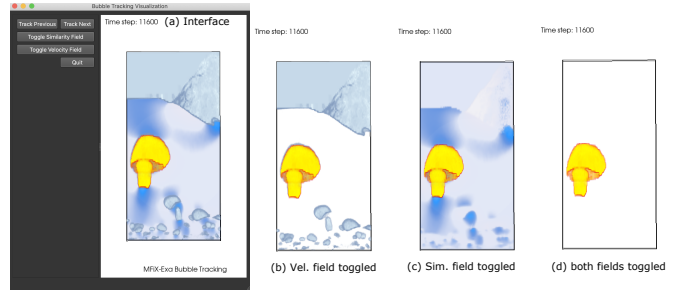 Bubble Tracking Visualization
Track Previous Track Next
Toggle Similarity Field
Toggle Velocity Field
Quit
Time step: 11600 (a) Interface
MFiX-Exa Bubble Tracking
Time step: 11600
(b) Vel. field toggled
Time step: 11600
(c) Sim. field toggled
Time step: 11600
(d) both fields toggled